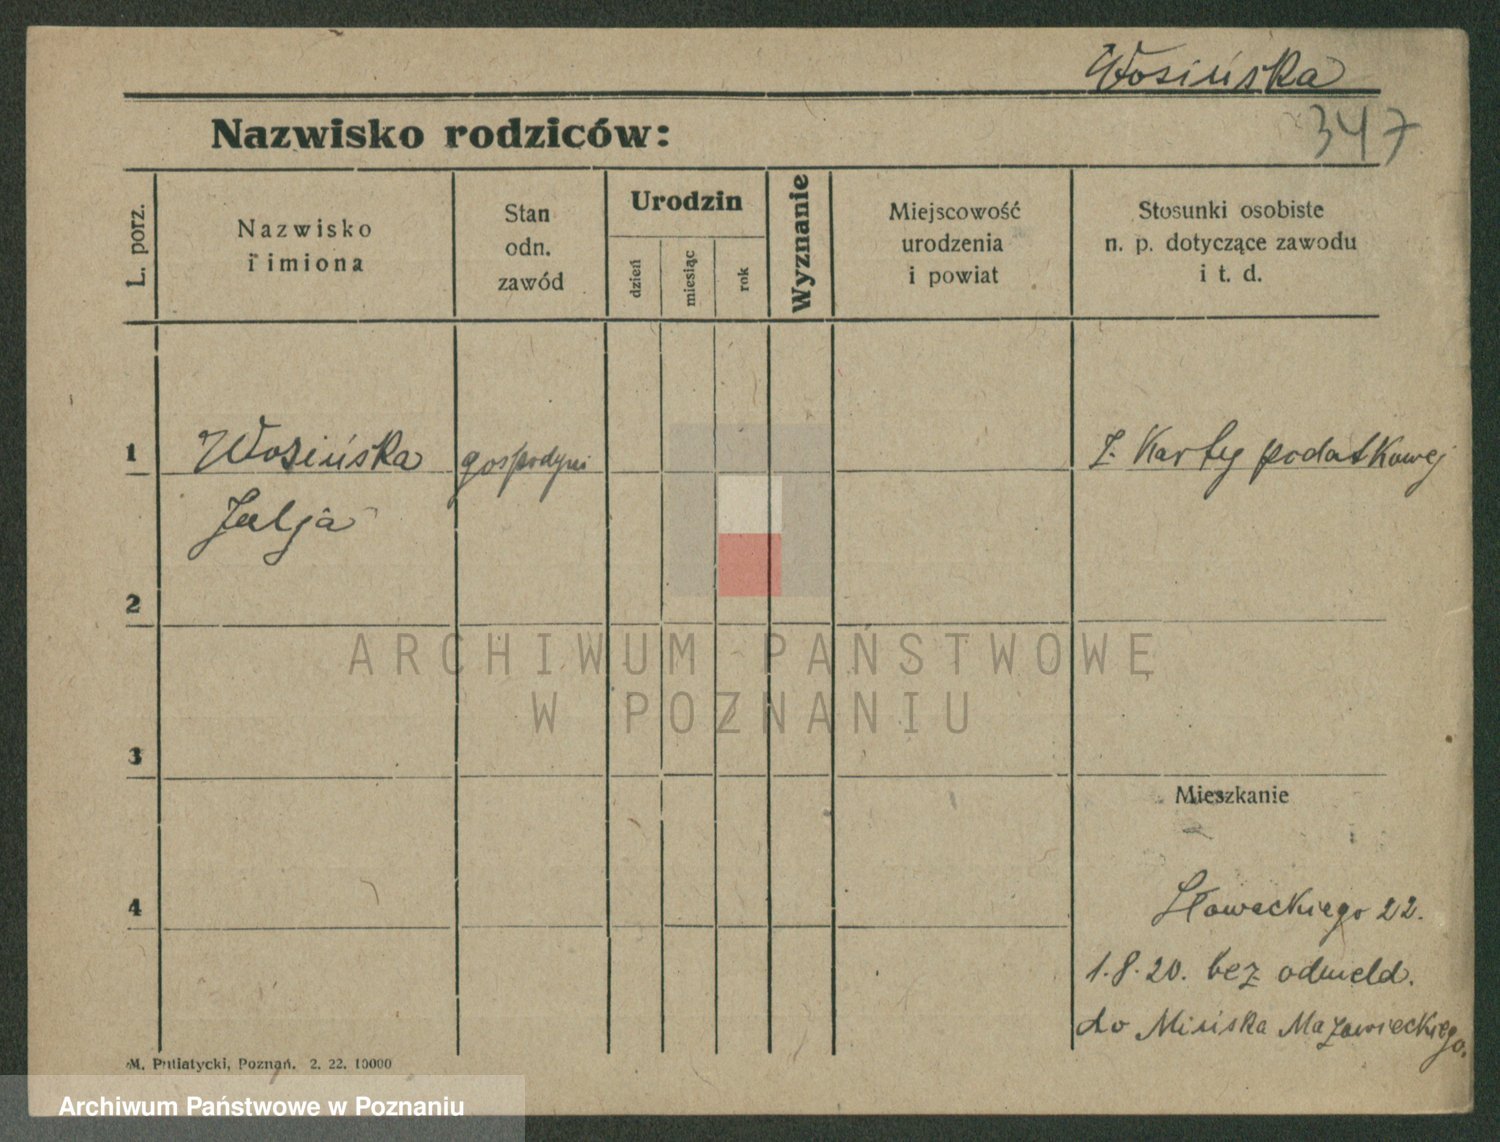 Wosińska
Nazwisko rodziców:
347
L. porz.
Nazwisko
i imiona
Stan
odn.
zawód
Urodzin
dzień
miesiąc
rok
Wyznanie
Miejscowość
urodzenia
i powiat
Stosunki osobiste
n. p. dotyczące zawodu
i t. d.
1
Wosińska
gospodyni
Z Karty podatkowej
Julja
2
ARCHIWUM PAŃSTWOWE
W POZNANIU
3
Mieszkanie
4
Słowackiego 22.
1.8.20. bez odmeld.
do Mińska Mazowieckiego.
M. Putiatycki, Poznań. 2. 22. 10000
Archiwum Państwowe w Poznaniu